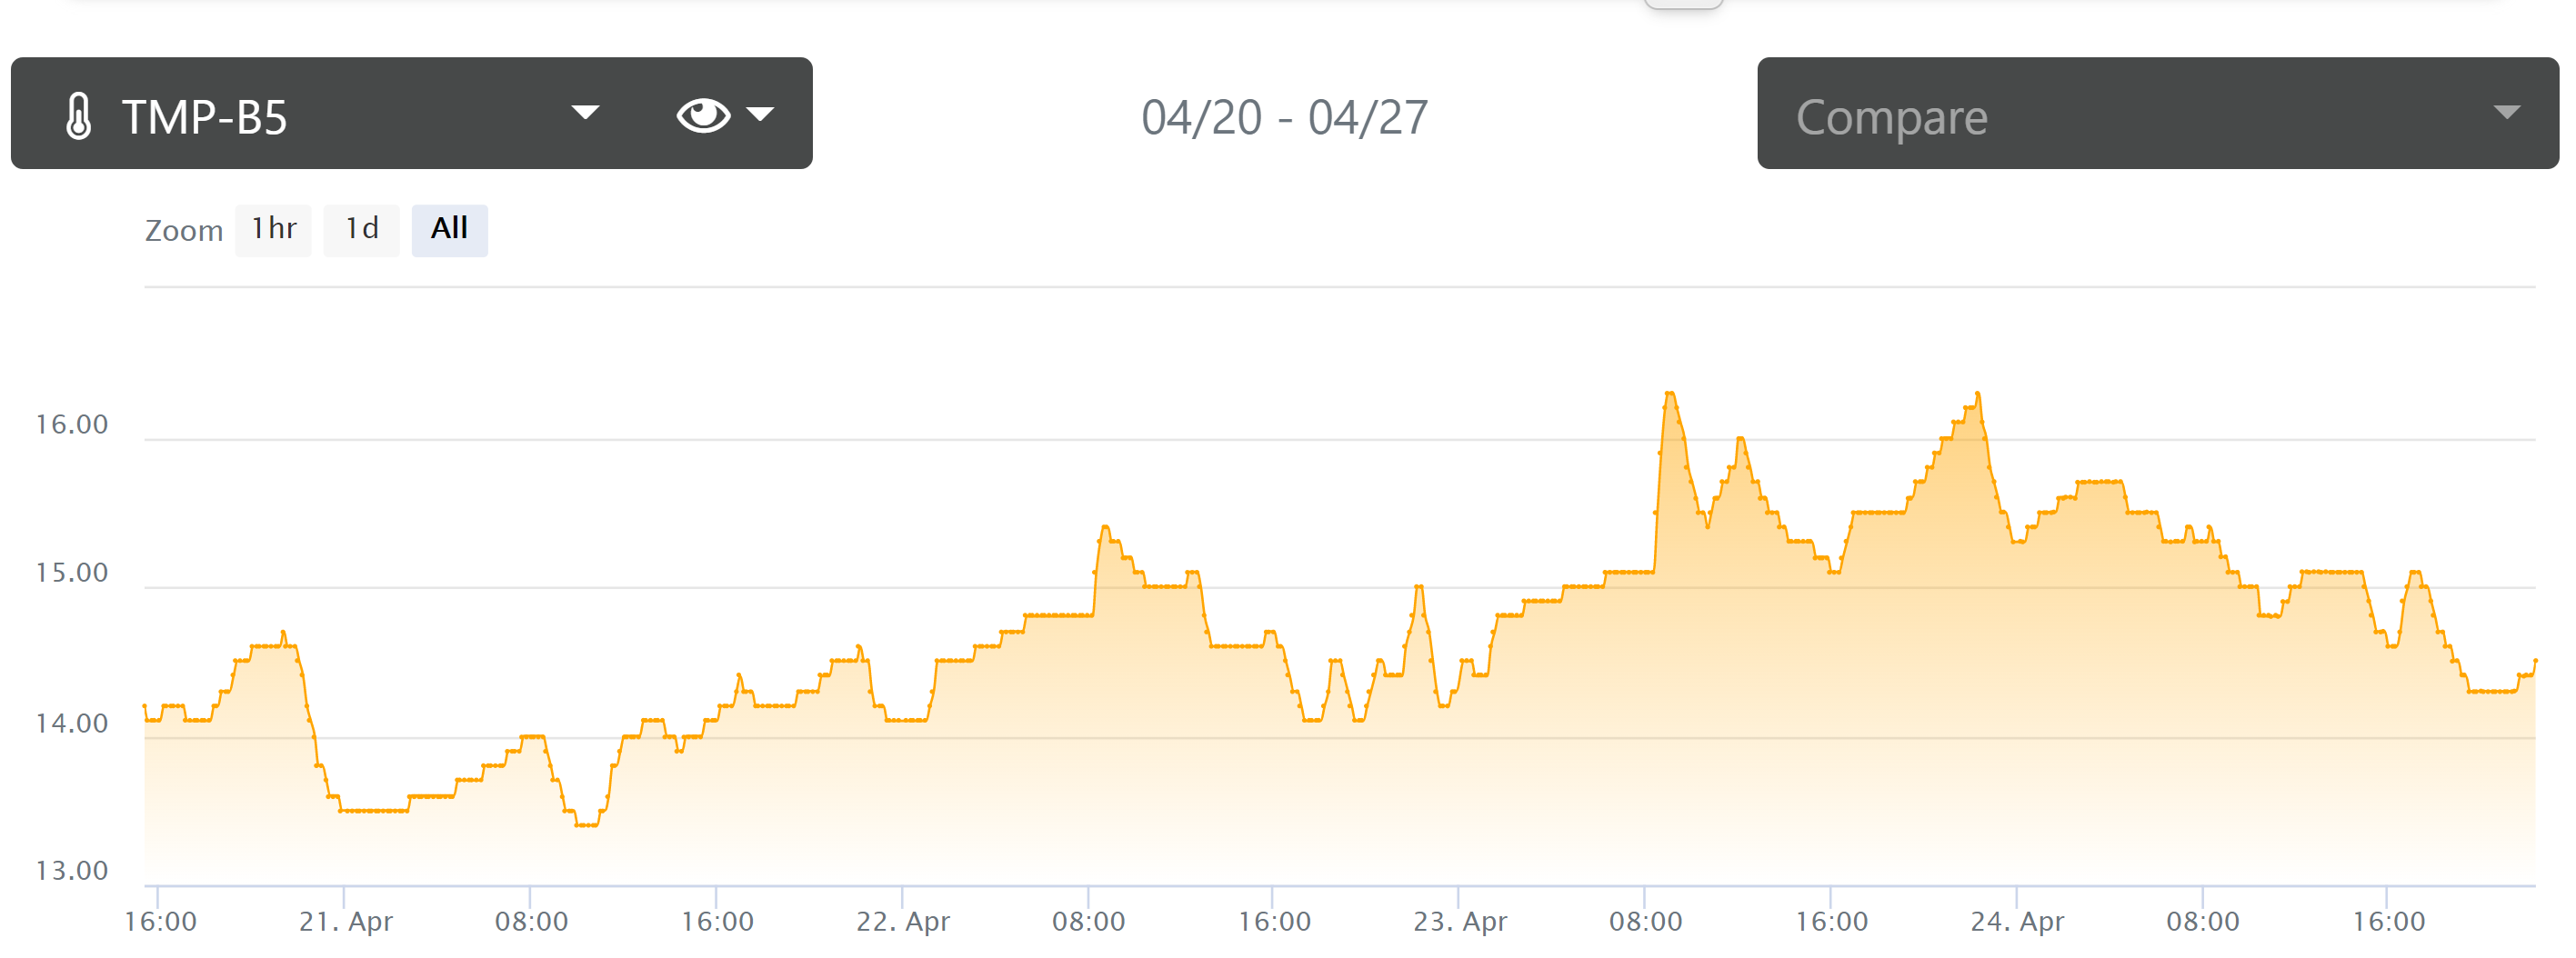 TMP-B5
04/20 - 04/27
Compare
Zoom 1hr 1d All
16.00
15.00
14.00
13.00
16:00 21. Apr 08:00 16:00 22. Apr 08:00 16:00 23. Apr 08:00 16:00 24. Apr 08:00 16:00